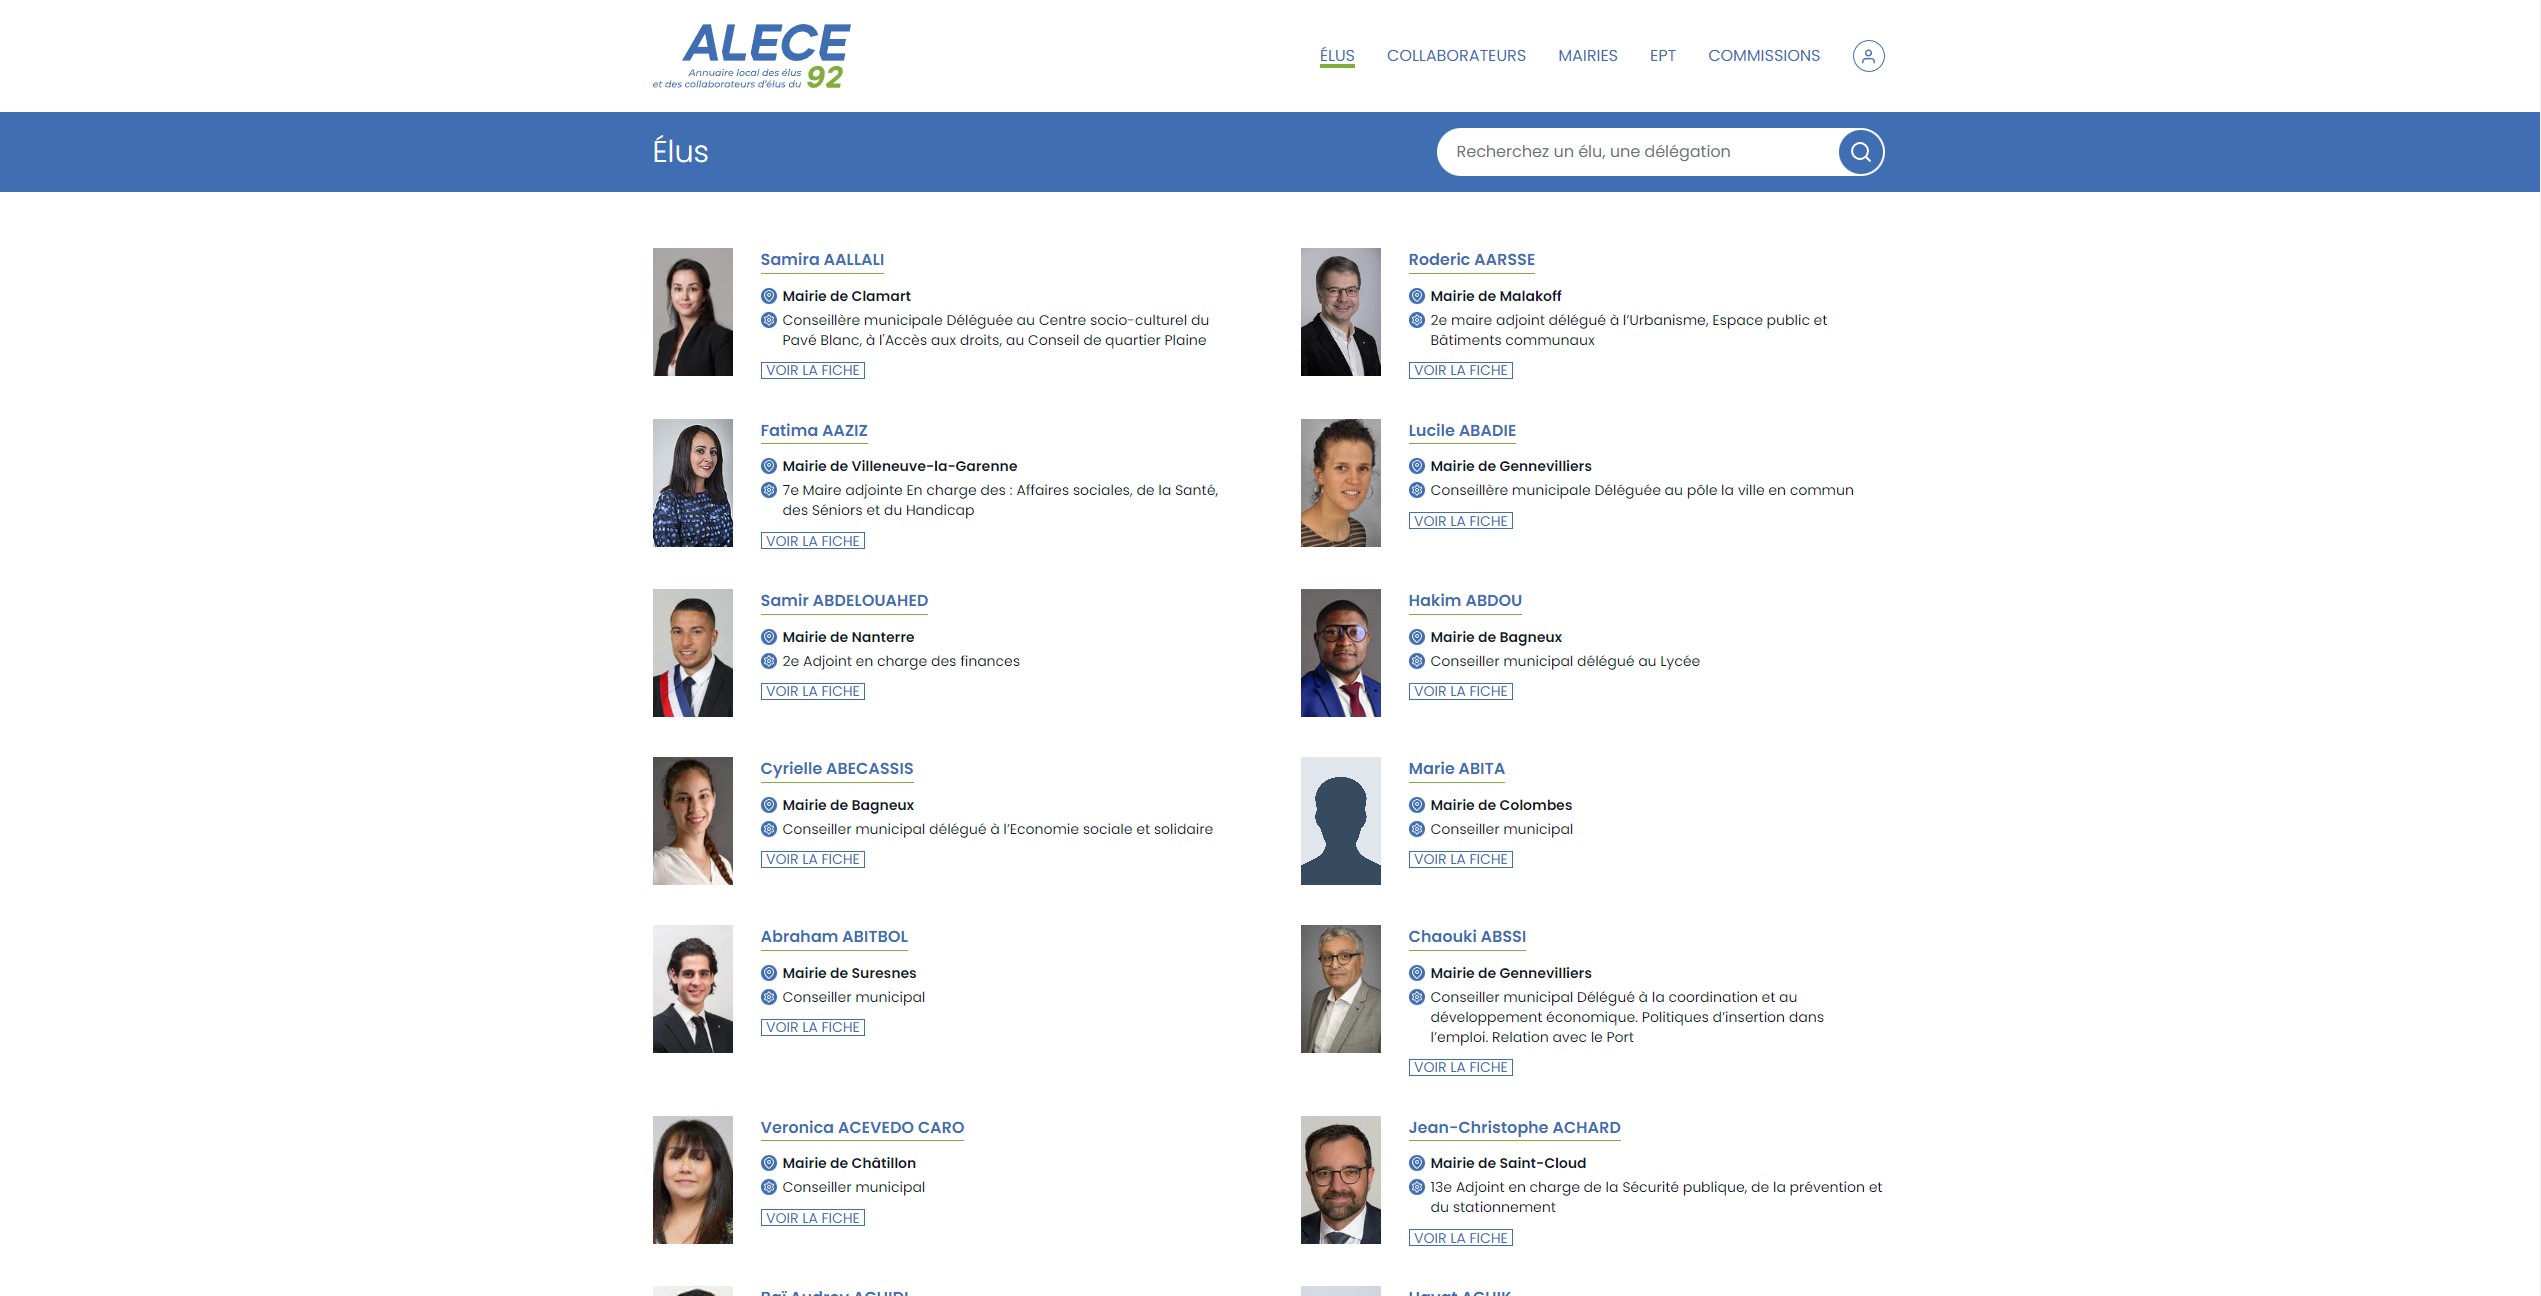 ALECE
Annuaire local des élus
et des collaborateurs d'élus du 92
ÉLUS COLLABORATEURS MAIRIES EPT COMMISSIONS
Élus
Recherchez un élu, une délégation
Samira AALLALI
Mairie de Clamart
Conseillère municipale Déléguée au Centre socio-culturel du
Pavé Blanc, à l'Accès aux droits, au Conseil de quartier Plaine
VOIR LA FICHE
Roderic AARSSE
Mairie de Malakoff
2e maire adjoint délégué à l’Urbanisme, Espace public et
Bâtiments communaux
VOIR LA FICHE
Fatima AAZIZ
Mairie de Villeneuve-la-Garenne
7e Maire adjointe En charge des : Affaires sociales, de la Santé,
des Séniors et du Handicap
VOIR LA FICHE
Lucile ABADIE
Mairie de Gennevilliers
Conseillère municipale Déléguée au pôle la ville en commun
VOIR LA FICHE
Samir ABDELOUAHED
Mairie de Nanterre
2e Adjoint en charge des finances
VOIR LA FICHE
Hakim ABDOU
Mairie de Bagneux
Conseiller municipal délégué au Lycée
VOIR LA FICHE
Cyrielle ABECASSIS
Mairie de Bagneux
Conseiller municipal délégué à l’Economie sociale et solidaire
VOIR LA FICHE
Marie ABITA
Mairie de Colombes
Conseiller municipal
VOIR LA FICHE
Abraham ABITBOL
Mairie de Suresnes
Conseiller municipal
VOIR LA FICHE
Chaouki ABSSI
Mairie de Gennevilliers
Conseiller municipal Délégué à la coordination et au
développement économique. Politiques d’insertion dans
l’emploi. Relation avec le Port
VOIR LA FICHE
Veronica ACEVEDO CARO
Mairie de Châtillon
Conseiller municipal
VOIR LA FICHE
Jean-Christophe ACHARD
Mairie de Saint-Cloud
13e Adjoint en charge de la Sécurité publique, de la prévention et
du stationnement
VOIR LA FICHE